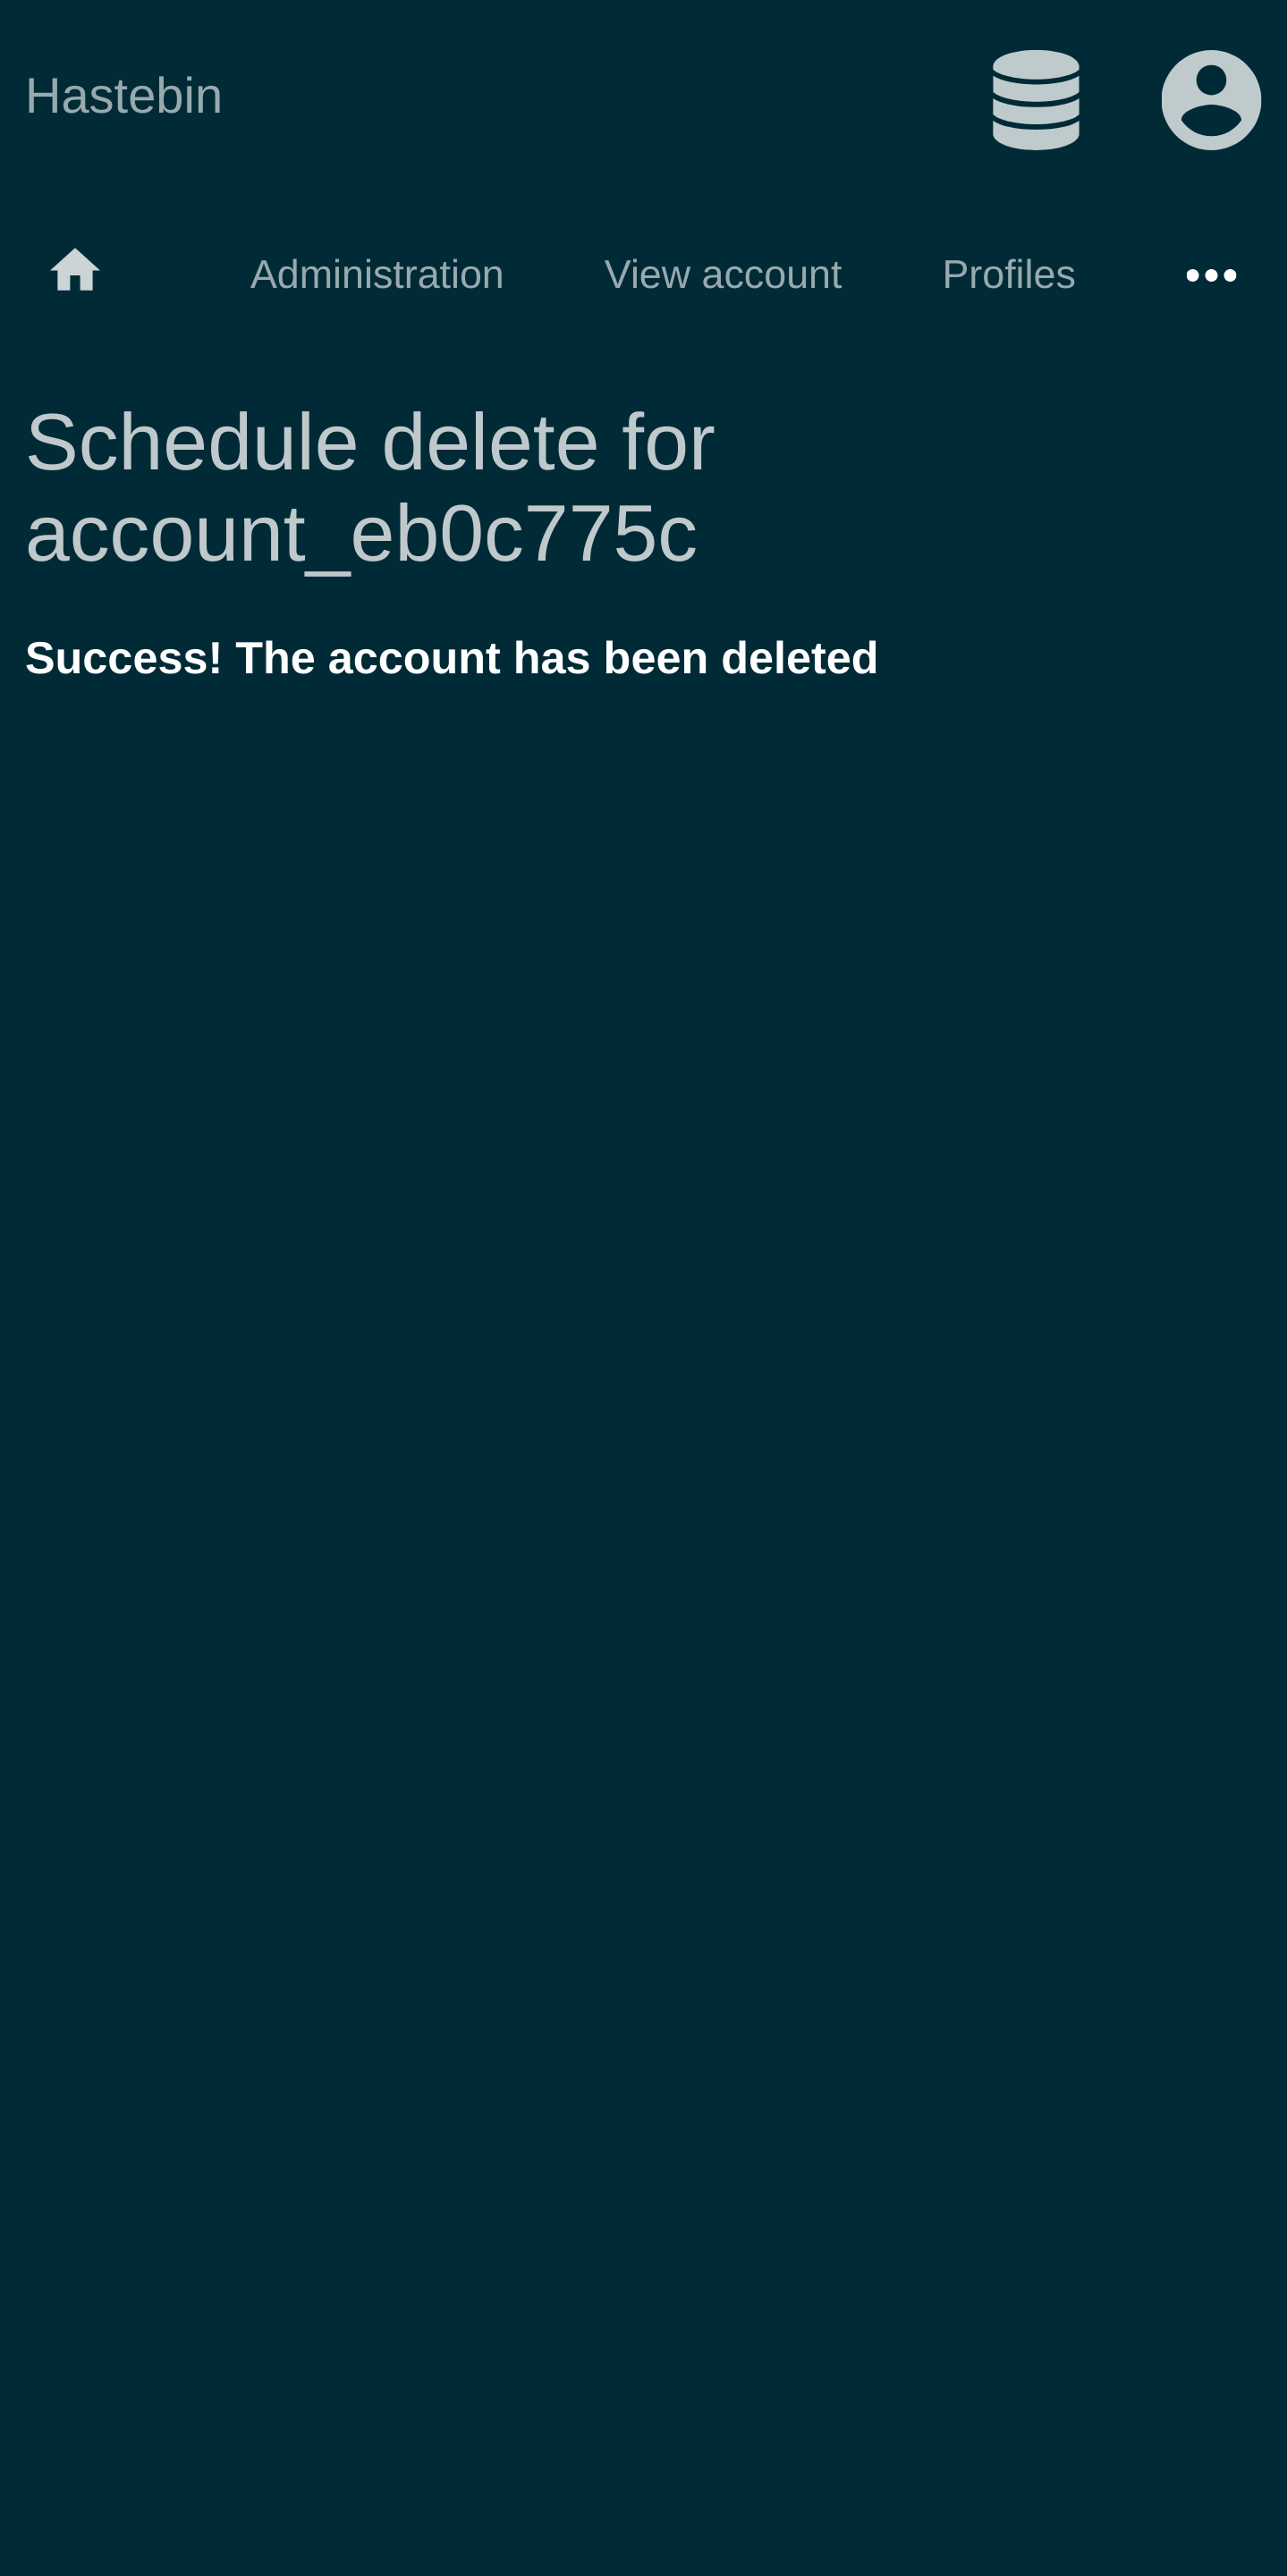 Hastebin
Administration View account Profiles
Schedule delete for
account_eb0c775c
Success! The account has been deleted